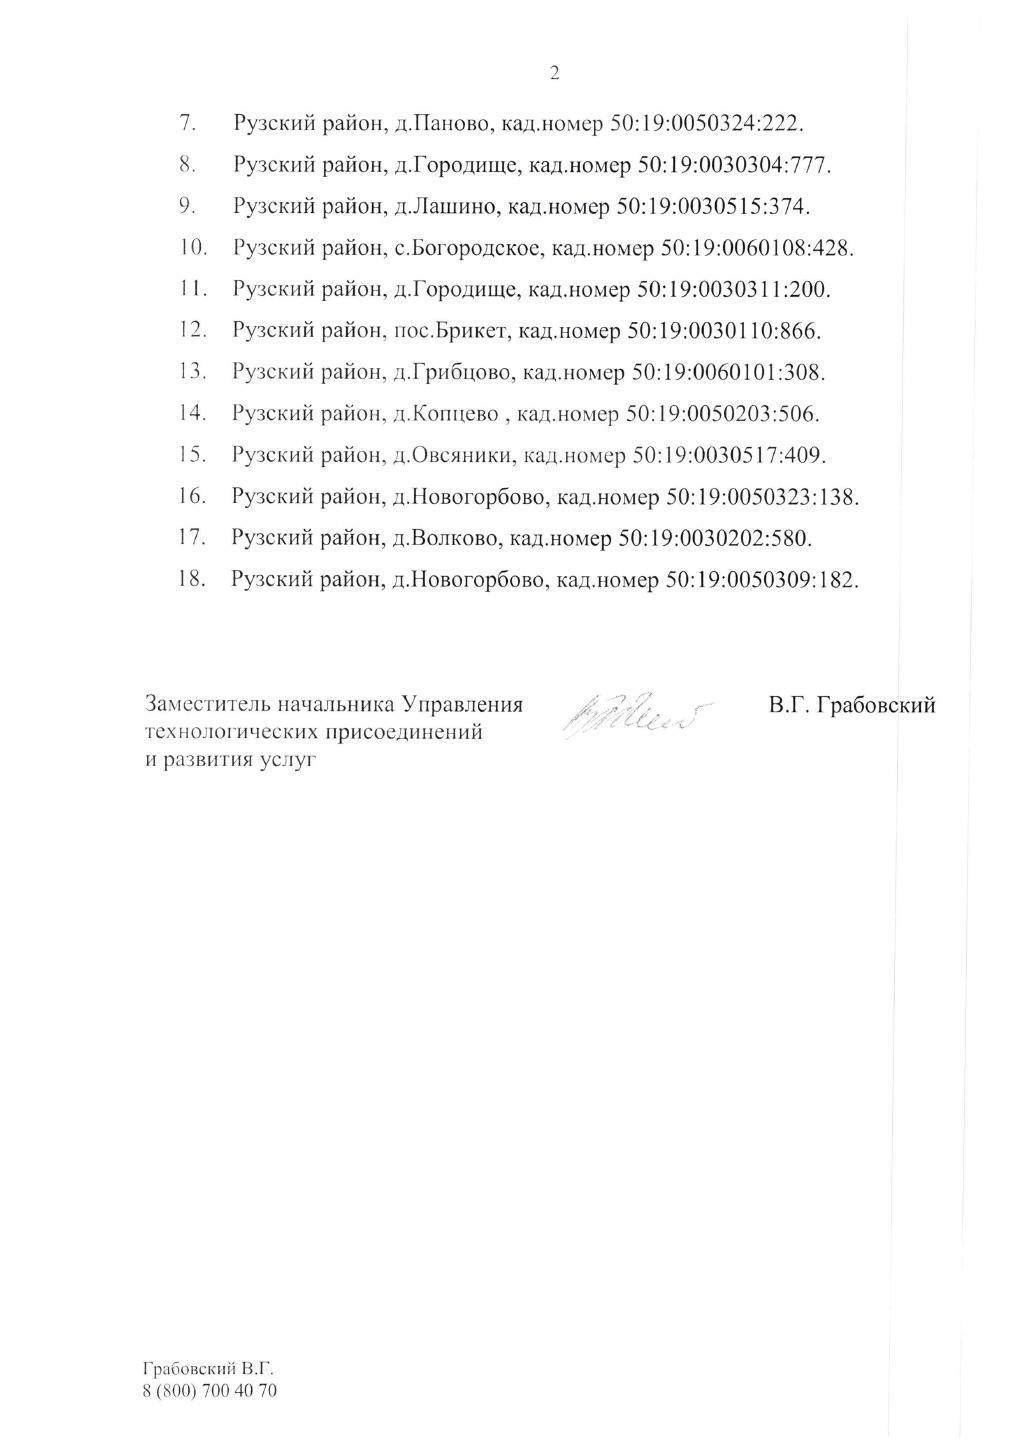 2
7. Рузский район, д.Паново, кад.номер 50:19:0050324:222.
8. Рузский район, д.Городище, кад.номер 50:19:0030304:777.
9. Рузский район, д.Лашино, кад.номер 50:19:0030515:374.
10. Рузский район, с.Богородское, кад.номер 50:19:0060108:428.
11. Рузский район, д.Городище, кад.номер 50:19:0030311:200.
12. Рузский район, пос.Брикет, кад.номер 50:19:0030110:866.
13. Рузский район, д.Грибцово, кад.номер 50:19:0060101:308.
14. Рузский район, д.Копцево , кад.номер 50:19:0050203:506.
15. Рузский район, д.Овсяники, кад.номер 50:19:0030517:409.
16. Рузский район, д.Новогорбово, кад.номер 50:19:0050323:138.
17. Рузский район, д.Волково, кад.номер 50:19:0030202:580.
18. Рузский район, д.Новогорбово, кад.номер 50:19:0050309:182.
Заместитель начальника Управления В.Г. Грабовский
технологических присоединений
и развития услуг
Грабовский В.Г.
8 (800) 700 40 70